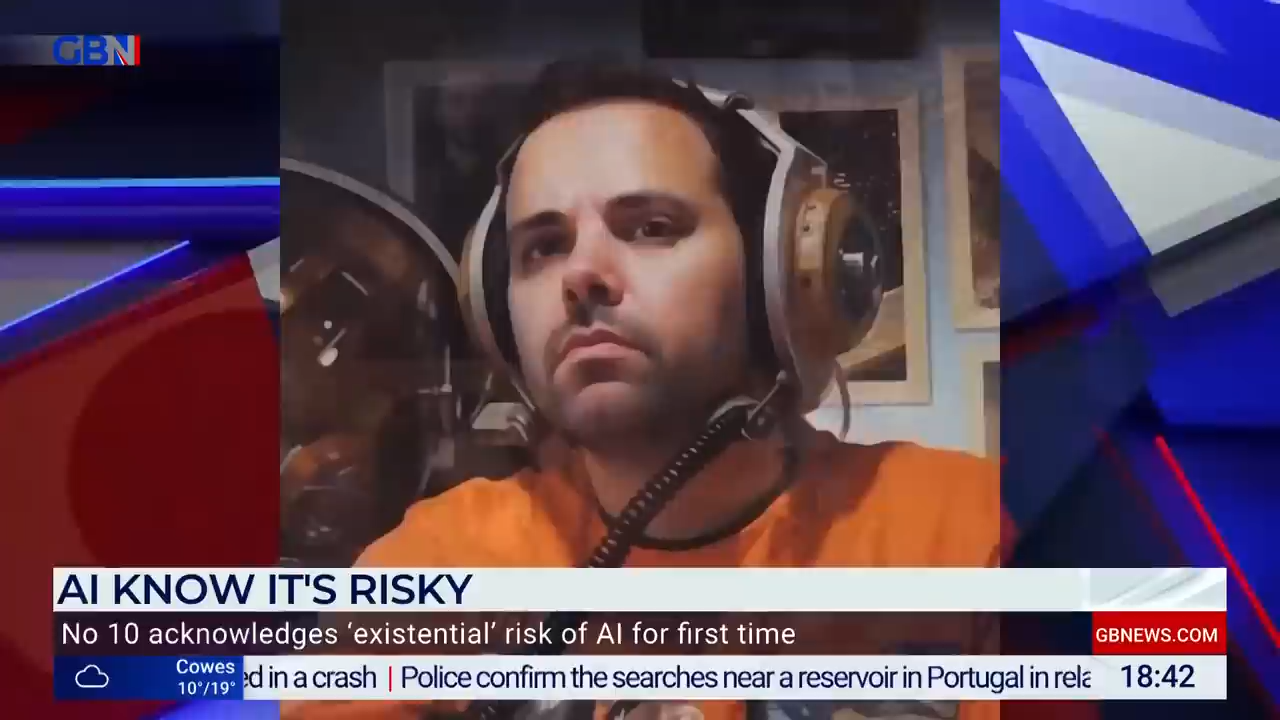 GBN
AI KNOW IT'S RISKY
No 10 acknowledges ‘existential’ risk of AI for first time
GBNEWS.COM
Cowes
10°/19°
ed in a crash | Police confirm the searches near a reservoir in Portugal in rela
18:42